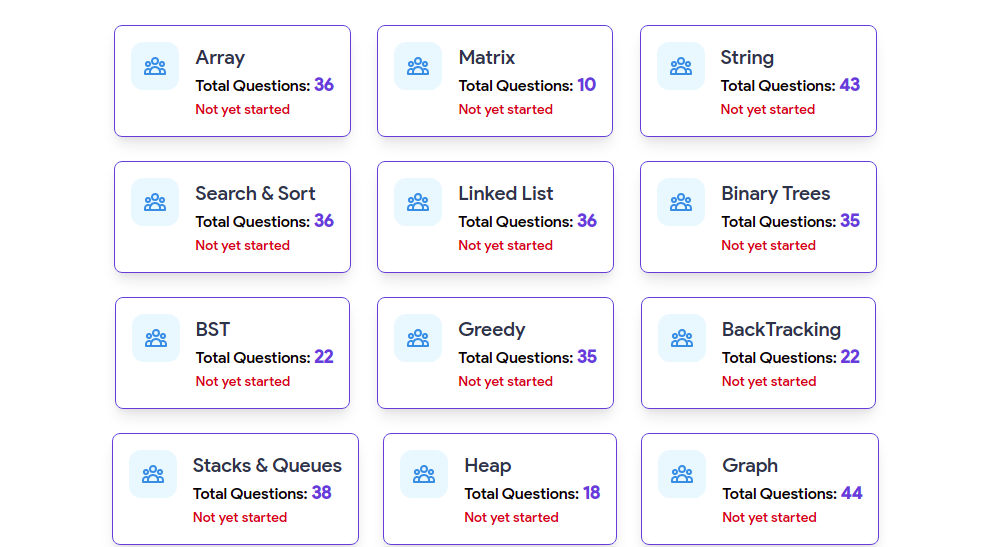 Array
Total Questions: 36
Not yet started
Matrix
Total Questions: 10
Not yet started
String
Total Questions: 43
Not yet started
Search & Sort
Total Questions: 36
Not yet started
Linked List
Total Questions: 36
Not yet started
Binary Trees
Total Questions: 35
Not yet started
BST
Total Questions: 22
Not yet started
Greedy
Total Questions: 35
Not yet started
BackTracking
Total Questions: 22
Not yet started
Stacks & Queues
Total Questions: 38
Not yet started
Heap
Total Questions: 18
Not yet started
Graph
Total Questions: 44
Not yet started